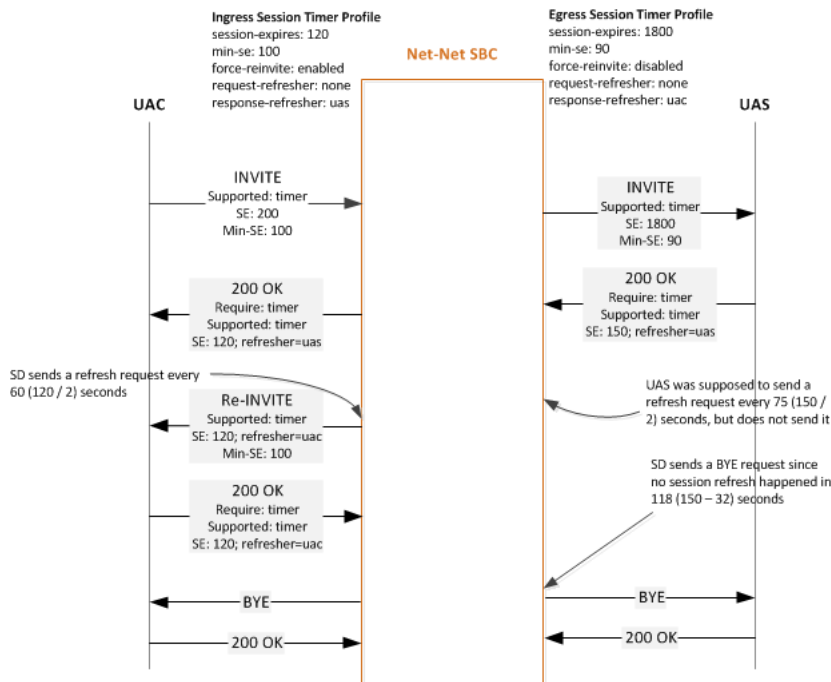 Ingress Session Timer Profile
session-expires: 120
min-se: 100
force-reinvite: enabled
request-refresher: none
response-refresher: uas
Net-Net SBC
Egress Session Timer Profile
session-expires: 1800
min-se: 90
force-reinvite: disabled
request-refresher: none
response-refresher: uac
UAC
UAS
INVITE
Supported: timer
SE: 200
Min-SE: 100
INVITE
Supported: timer
SE: 1800
Min-SE: 90
200 OK
Require: timer
Supported: timer
SE: 120; refresher=uas
200 OK
Require: timer
Supported: timer
SE: 150; refresher=uas
SD sends a refresh request every
60 (120 / 2) seconds
UAS was supposed to send a
refresh request every 75 (150 /
2) seconds, but does not send it
Re-INVITE
Supported: timer
SE: 120; refresher=uac
Min-SE: 100
SD sends a BYE request since
no session refresh happened in
118 (150 – 32) seconds
200 OK
Require: timer
Supported: timer
SE: 120; refresher=uac
BYE
BYE
200 OK
200 OK